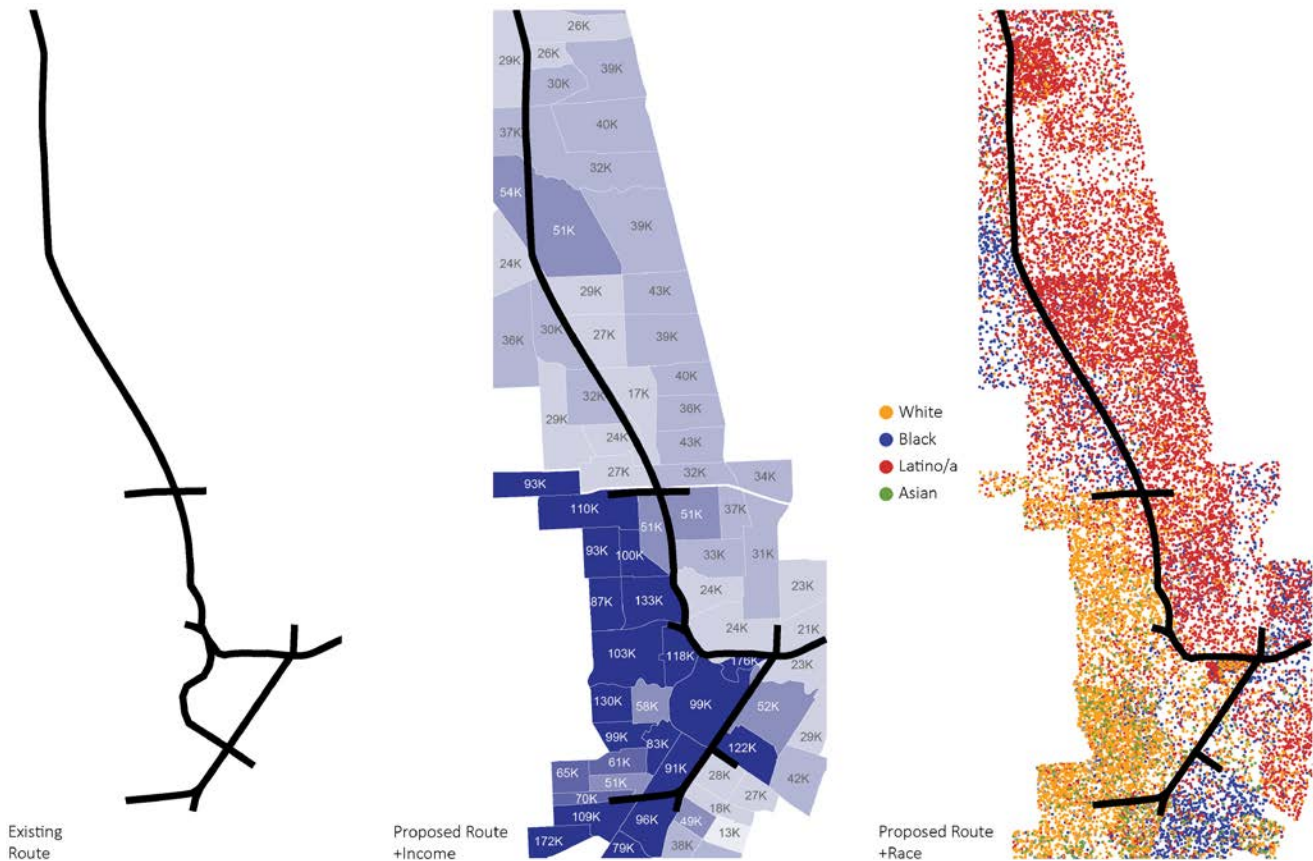 26K
26K
29K
39K
30K
40K
37K
32K
54K
51K
39K
24K
29K
43K
30K
27K
39K
36K
40K
17K
32K
36K
29K
24K
43K
27K
32K
34K
93K
110K
51K
51K
37K
93K
100K
33K
31K
24K
23K
87K
133K
24K
21K
103K
118K
176K
23K
130K
58K
99K
52K
99K
83K
122K
29K
61K
65K
51K
91K
28K
42K
70K
27K
109K
96K
18K
49K
13K
172K
79K
38K
White
Black
Latino/a
Asian
Existing
Route
Proposed Route
+Income
Proposed Route
+Race